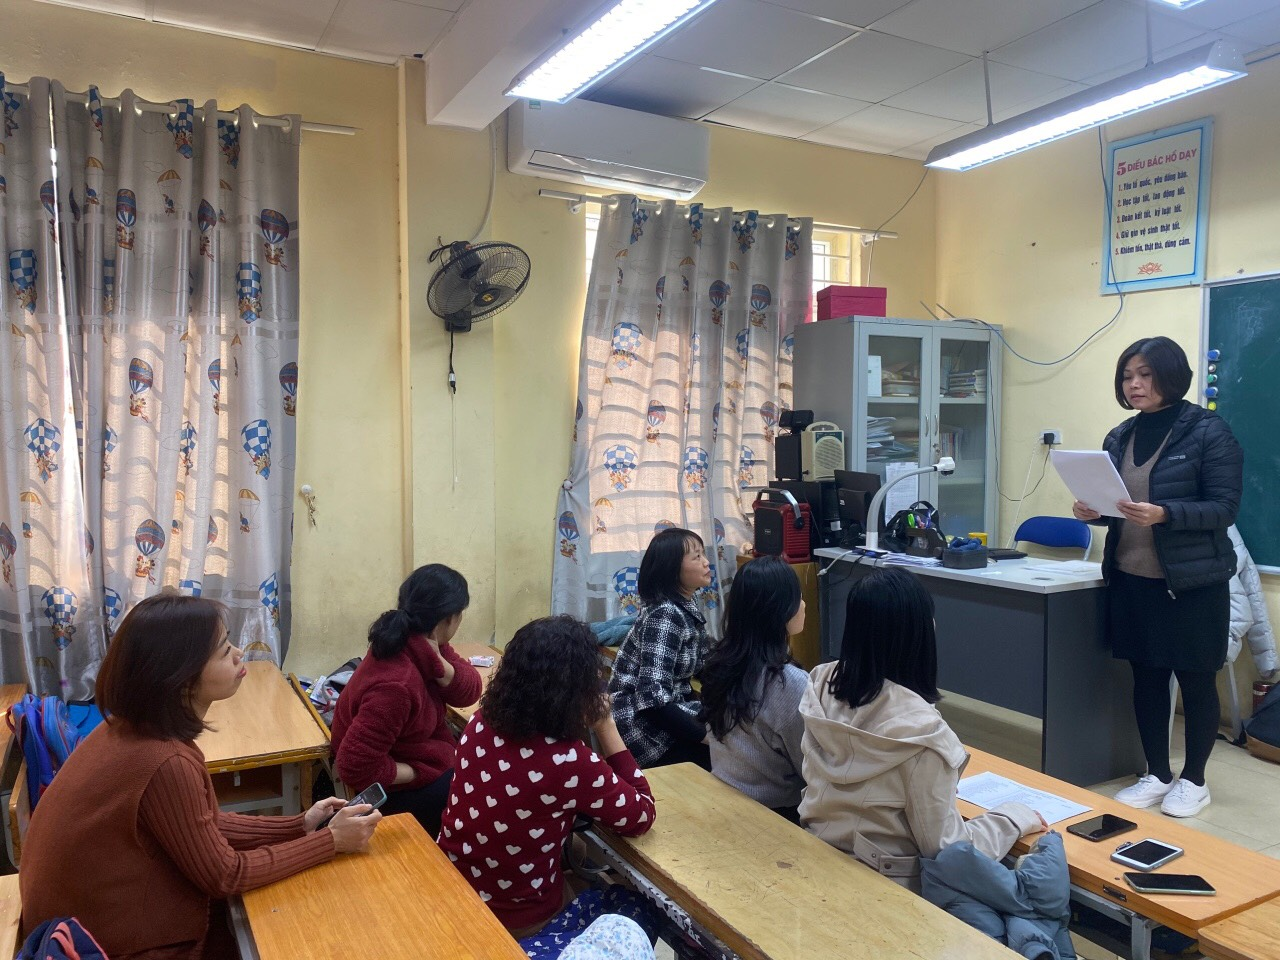 5 ĐIỀU BÁC HỒ DẠY
1. Yêu tổ quốc, yêu đồng bào.
2. Học tập tốt, lao động tốt.
3. Đoàn kết tốt, kỷ luật tốt.
4. Giữ gìn vệ sinh thật tốt.
5. Khiêm tốn, thật thà, dũng cảm.